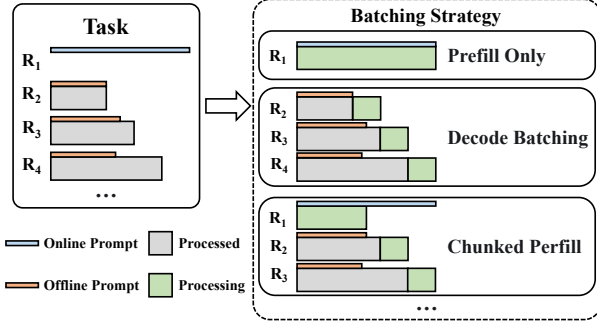 Task
R1
R2
R3
R4
...
Online Prompt
Processed
Offline Prompt
Processing
Batching Strategy
R1
Prefill Only
R2
R3
R4
Decode Batching
R1
R2
R3
Chunked Perfill
...